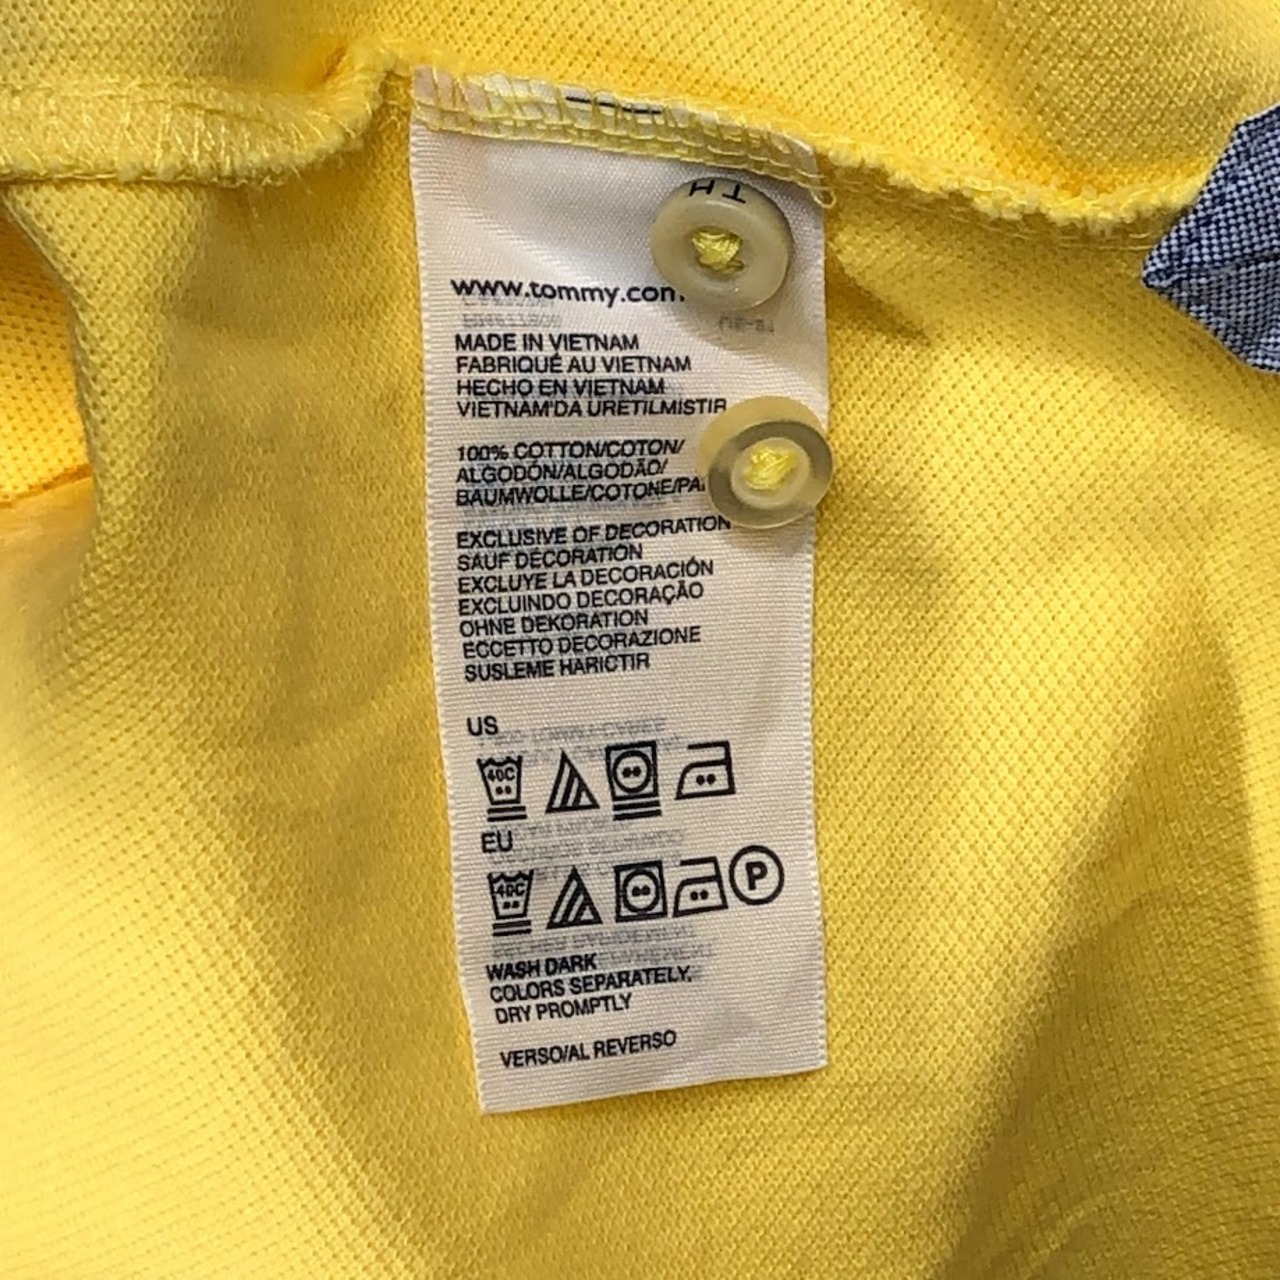 TH
www.tommy.com
MADE IN VIETNAM
FABRIQUÉ AU VIETNAM
HECHO EN VIETNAM
VIETNAM'DA URETILMISTIR
100% COTTON/COTON/
ALGODÓN/ALGODÃO/
BAUMWOLLE/COTONE/
EXCLUSIVE OF DECORATION
SAUF DÉCORATION
EXCLUYE LA DECORACIÓN
EXCLUINDO DECORAÇÃO
OHNE DEKORATION
ECCETTO DECORAZIONE
SUSLEME HARICTIR
US
40C
EU
40C P
WASH DARK
COLORS SEPARATELY,
DRY PROMPTLY
VERSO/AL REVERSO